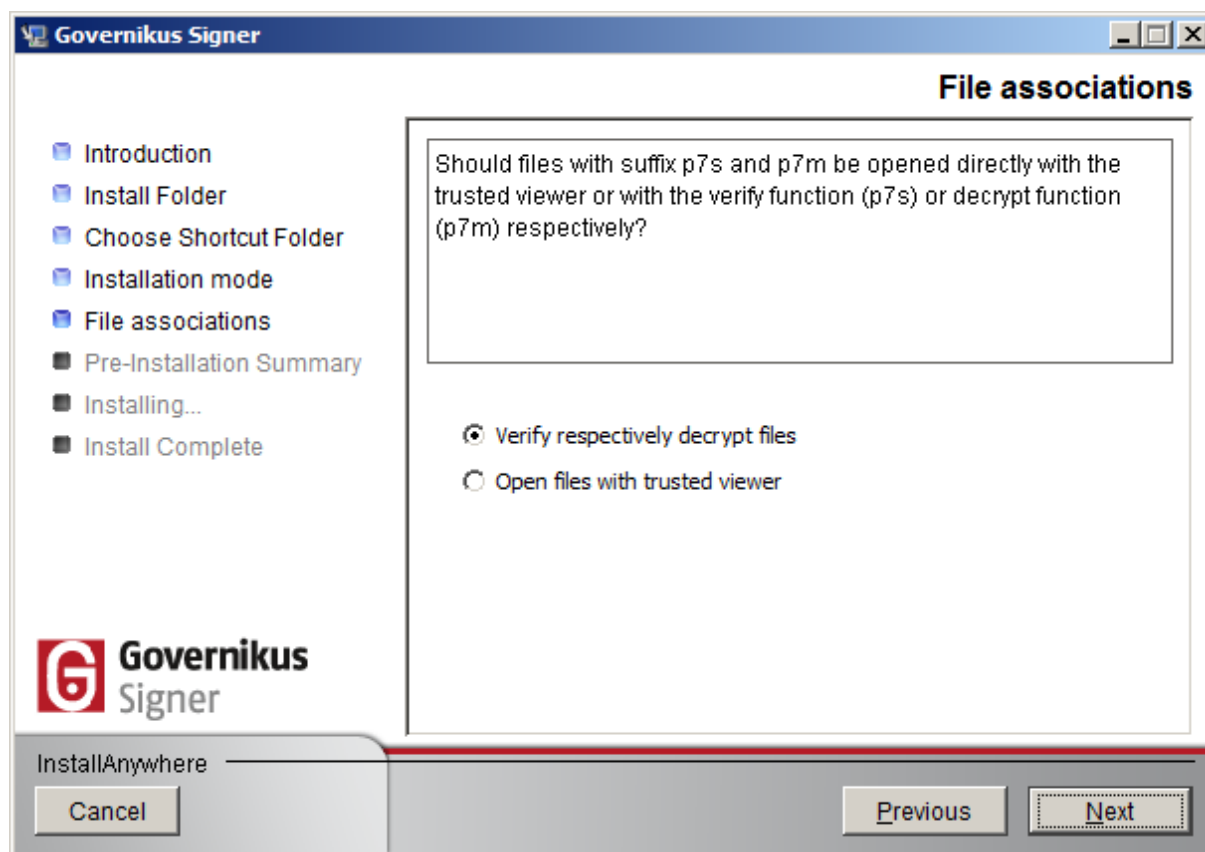 Governikus Signer
File associations
Introduction
Install Folder
Choose Shortcut Folder
Installation mode
File associations
Pre-Installation Summary
Installing...
Install Complete
Should files with suffix p7s and p7m be opened directly with the
trusted viewer or with the verify function (p7s) or decrypt function
(p7m) respectively?
Verify respectively decrypt files
Open files with trusted viewer
Governikus
Signer
InstallAnywhere
Cancel
Previous
Next